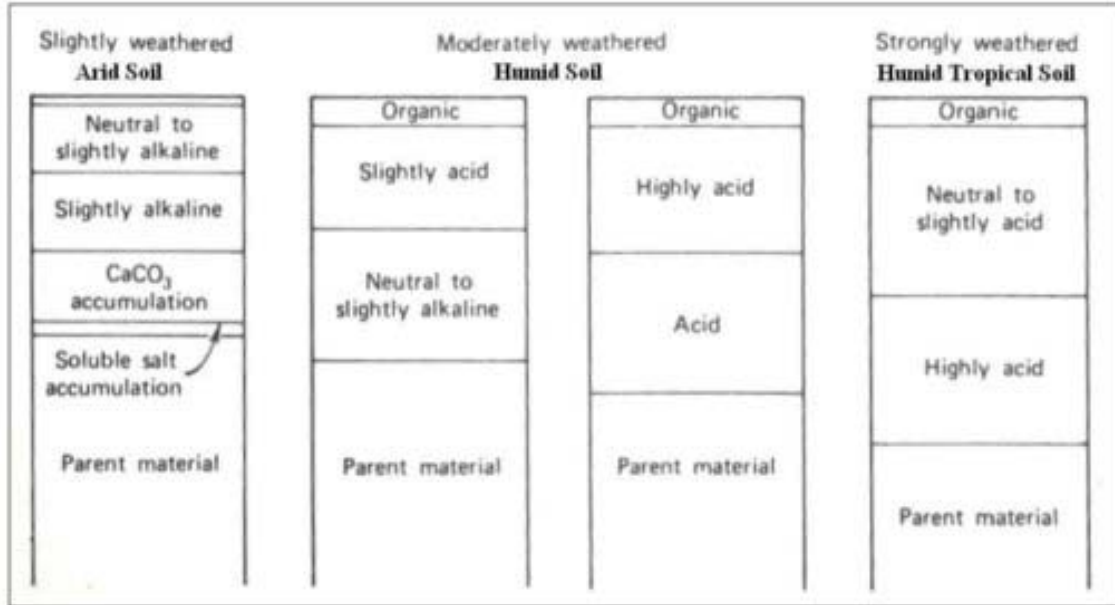 Slightly weathered
Arid Soil
Neutral to
slightly alkaline
Slightly alkaline
CaCO₃
accumulation
Soluble salt
accumulation
Parent material
Moderately weathered
Humid Soil
Organic
Slightly acid
Neutral to
slightly alkaline
Parent material
Organic
Highly acid
Acid
Parent material
Strongly weathered
Humid Tropical Soil
Organic
Neutral to
slightly acid
Highly acid
Parent material